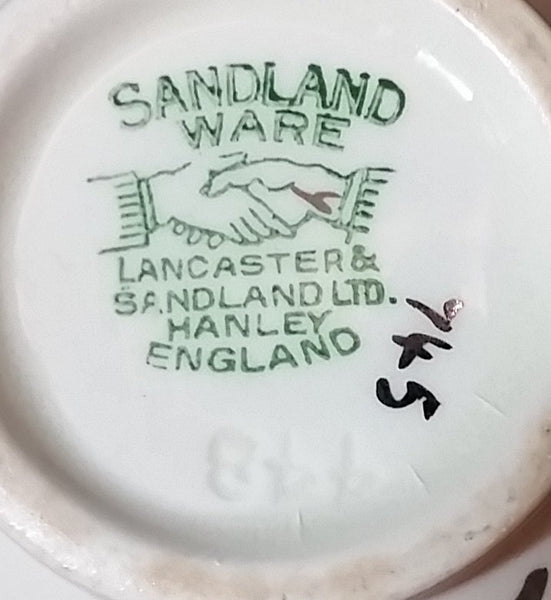 SANDLAND
WARE
LANCASTER &
SANDLAND LTD.
HANLEY
ENGLAND